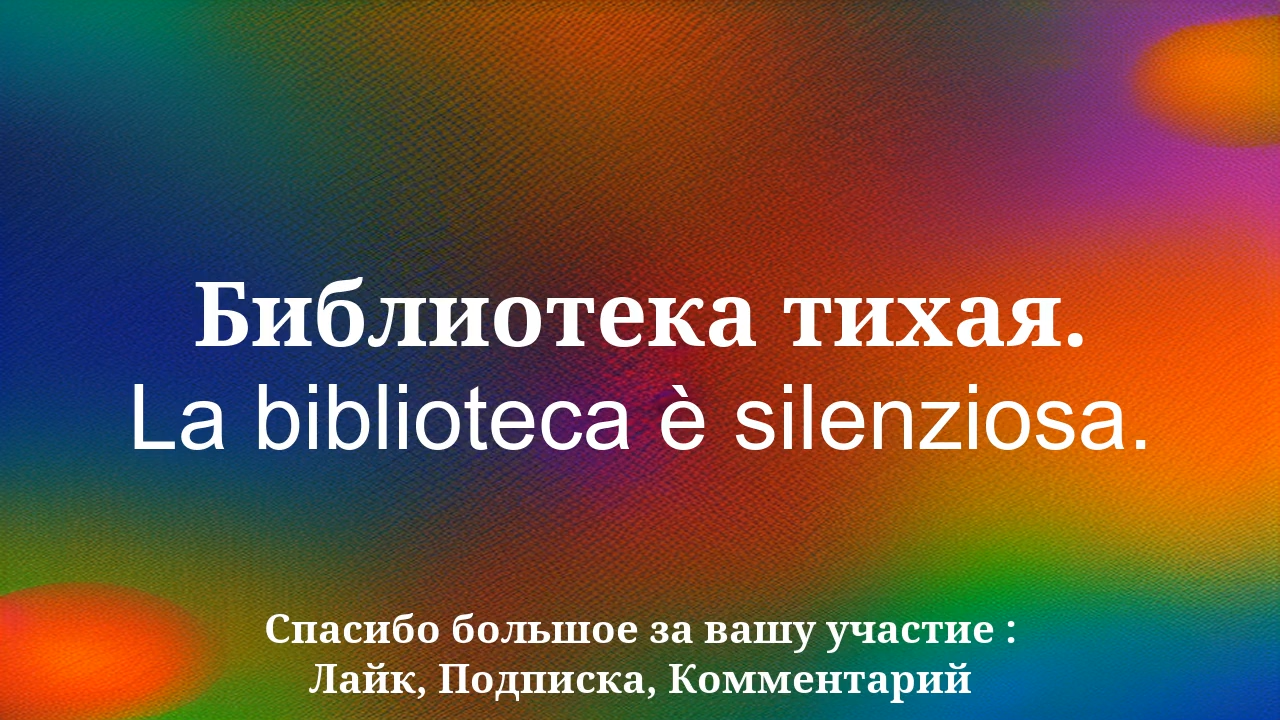 Библиотека тихая.
La biblioteca è silenziosa.
Спасибо большое за вашу участие :
Лайк, Подписка, Комментарий